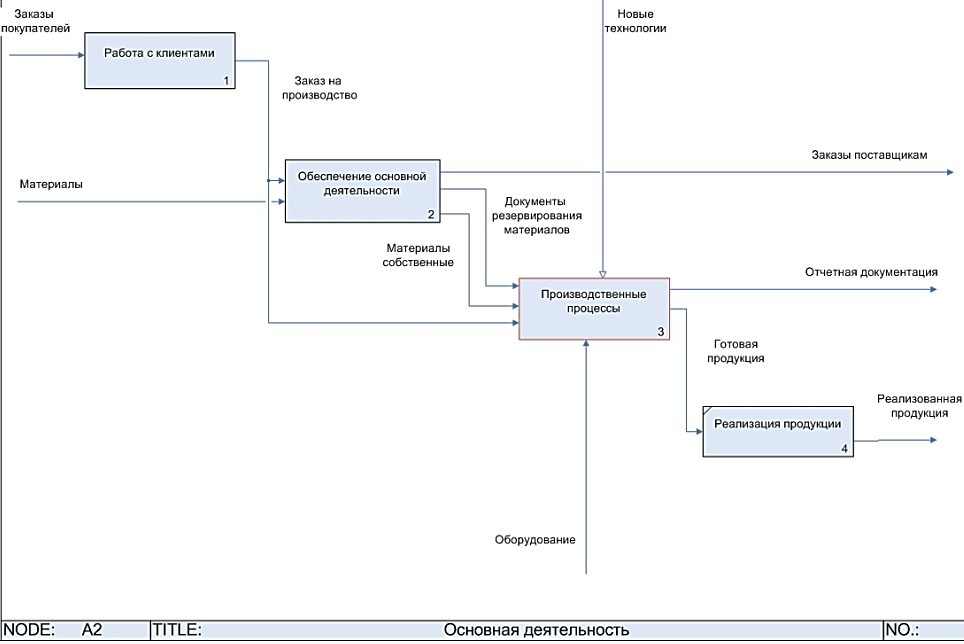 Заказы
покупателей
Новые
технологии
Работа с клиентами
1
Заказ на
производство
Заказы поставщикам
Материалы
Обеспечение основной
деятельности
2
Документы
резервирования
материалов
Материалы
собственные
Отчетная документация
Производственные
процессы
3
Готовая
продукция
Реализованная
продукция
Реализация продукции
4
Оборудование
NODE: A2 TITLE: Основная деятельность NO.: